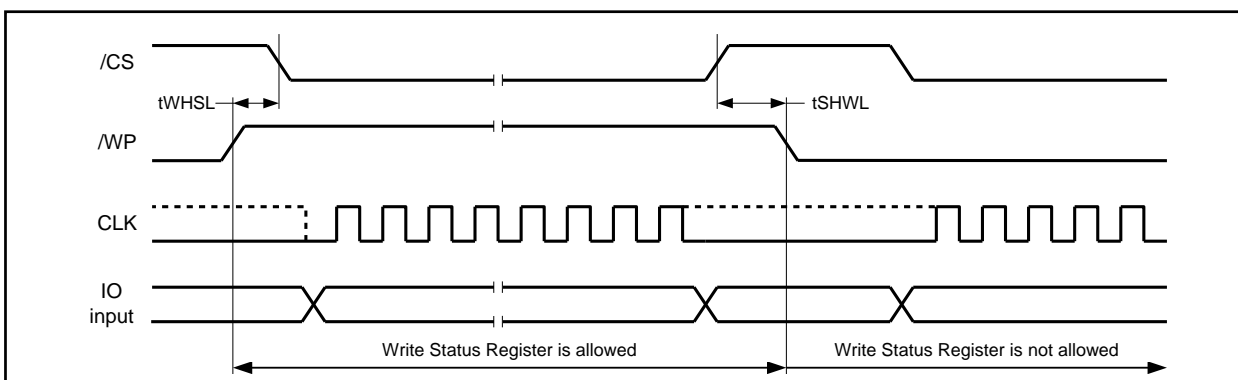 /CS
tWHSL
tSHWL
/WP
CLK
IO
input
Write Status Register is allowed
Write Status Register is not allowed